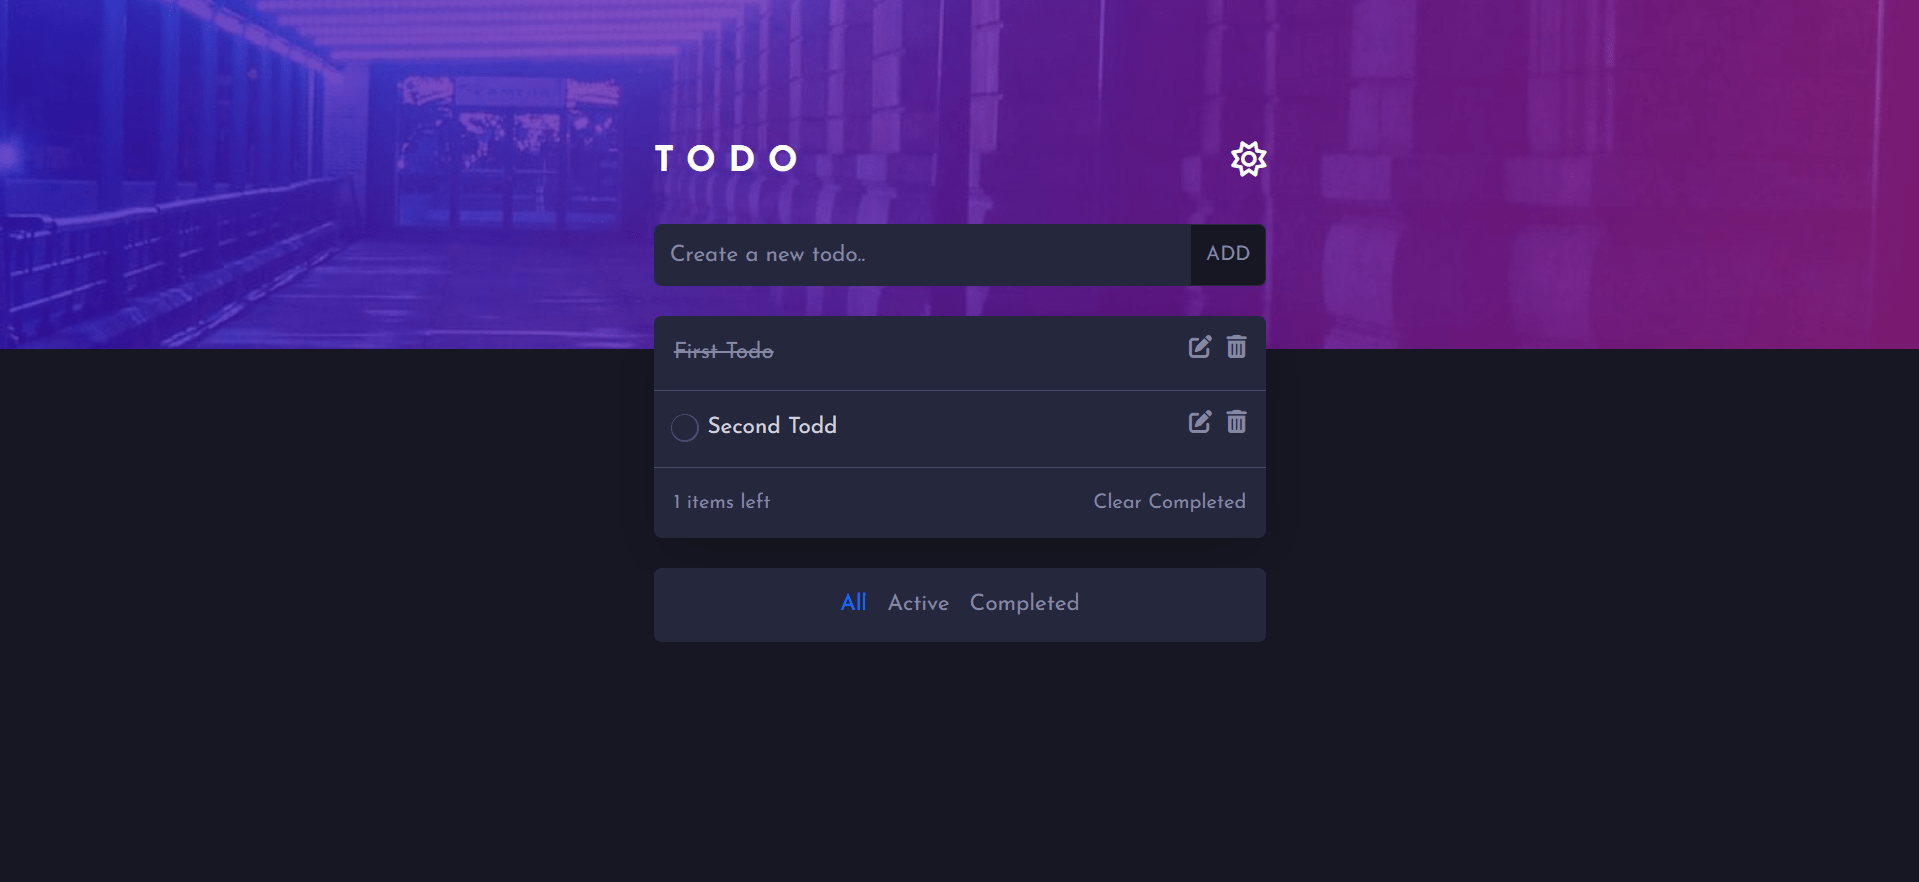 TODO
Create a new todo..
ADD
First Todo
Second Todd
1 items left
Clear Completed
All Active Completed